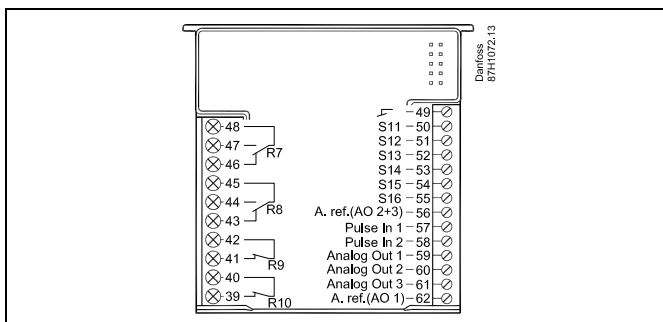 Danfoss
87H1072.13
48
47
46
R7
45
44
43
R8
42
41
R9
40
39
R10
49
S11 50
S12 51
S13 52
S14 53
S15 54
S16 55
A. ref.(AO 2+3) 56
Pulse In 1 57
Pulse In 2 58
Analog Out 1 59
Analog Out 2 60
Analog Out 3 61
A. ref.(AO 1) 62